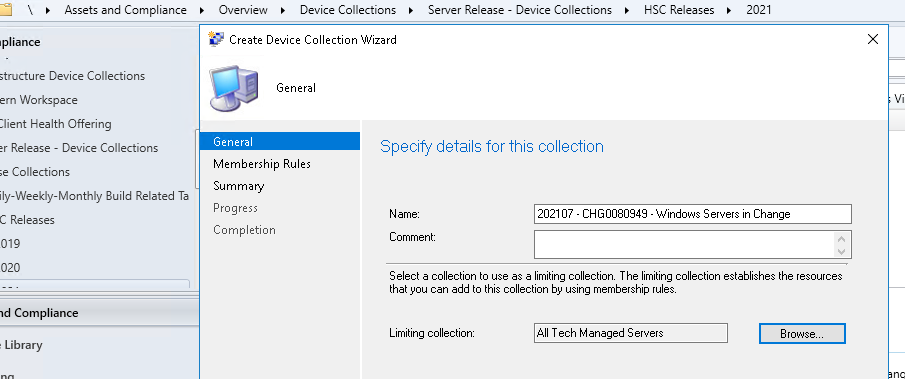 \ Assets and Compliance Overview Device Collections Server Release - Device Collections HSC Releases 2021
pliance
Create Device Collection Wizard
structure Device Collections
ern Workspace
Client Health Offering
er Release - Device Collections
se Collections
ily-Weekly-Monthly Build Related Ta
C Releases
019
020
General
General
Membership Rules
Summary
Progress
Completion
Specify details for this collection
Name:
202107 - CHG0080949 - Windows Servers in Change
Comment:
Select a collection to use as a limiting collection. The limiting collection establishes the resources
that you can add to this collection by using membership rules.
Limiting collection:
All Tech Managed Servers
Browse...
nd Compliance
e Library
s Vi